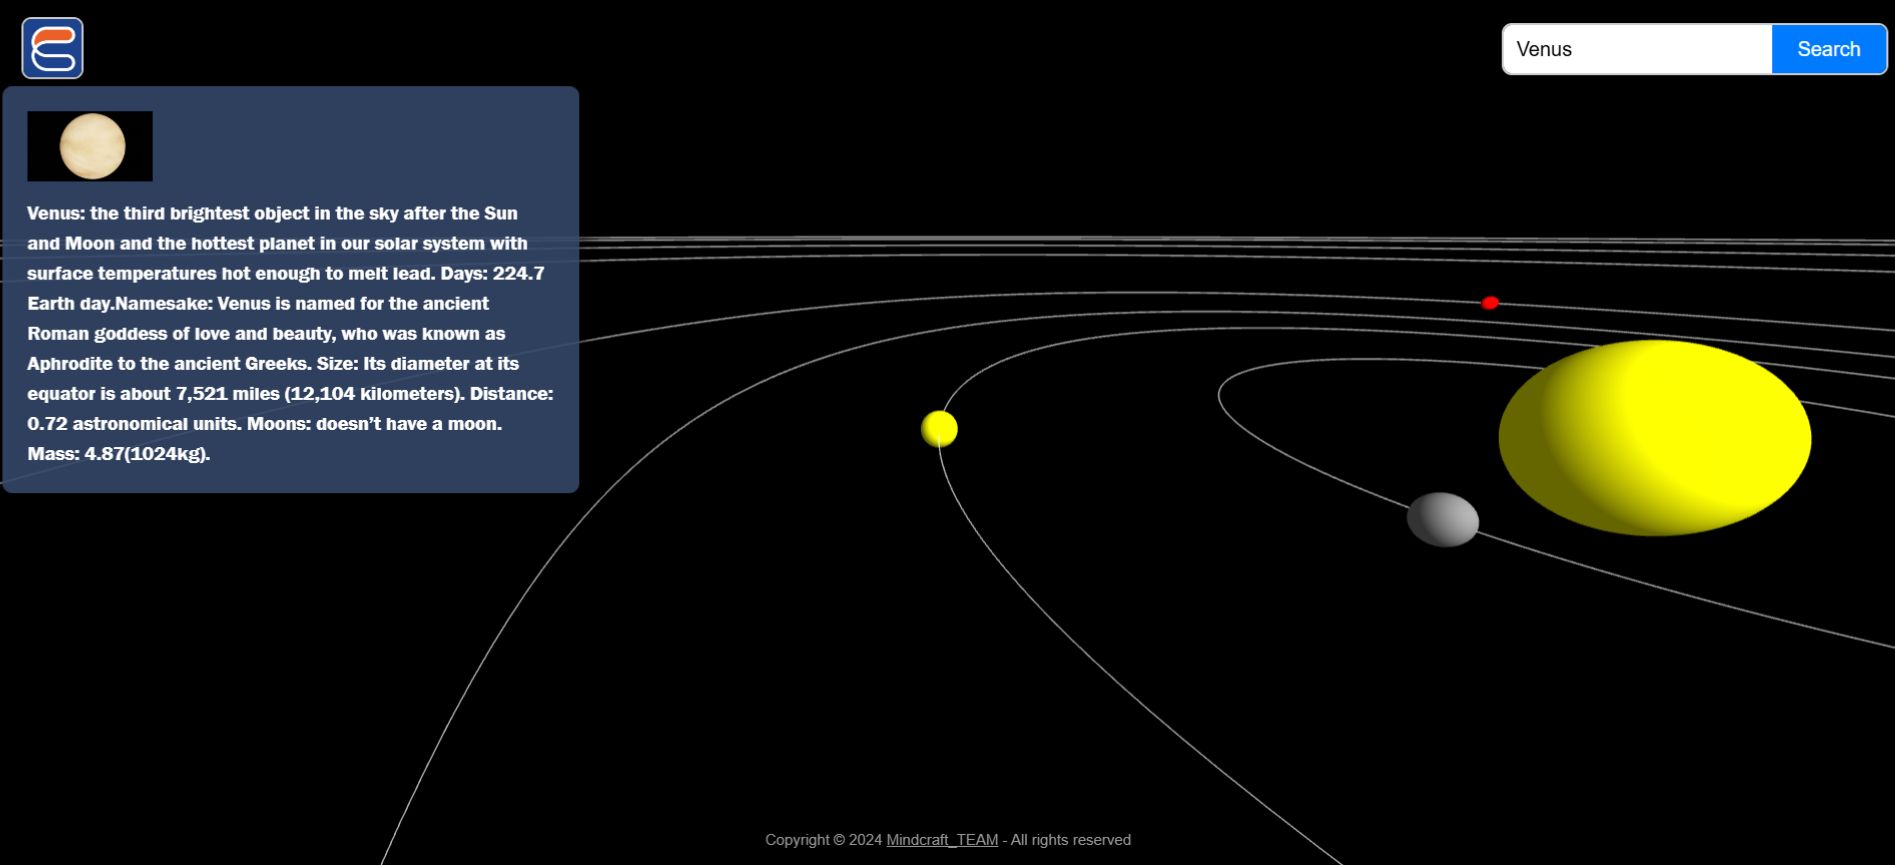 Venus
Search
Venus: the third brightest object in the sky after the Sun
and Moon and the hottest planet in our solar system with
surface temperatures hot enough to melt lead. Days: 224.7
Earth day.Namesake: Venus is named for the ancient
Roman goddess of love and beauty, who was known as
Aphrodite to the ancient Greeks. Size: Its diameter at its
equator is about 7,521 miles (12,104 kilometers). Distance:
0.72 astronomical units. Moons: doesn’t have a moon.
Mass: 4.87(1024kg).
Copyright © 2024 Mindcraft_TEAM - All rights reserved